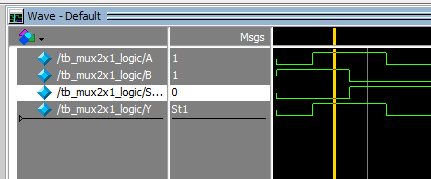 Wave - Default
Msgs
/tb_mux2x1_logic/A 1
/tb_mux2x1_logic/B 1
/tb_mux2x1_logic/S... 0
/tb_mux2x1_logic/Y St1